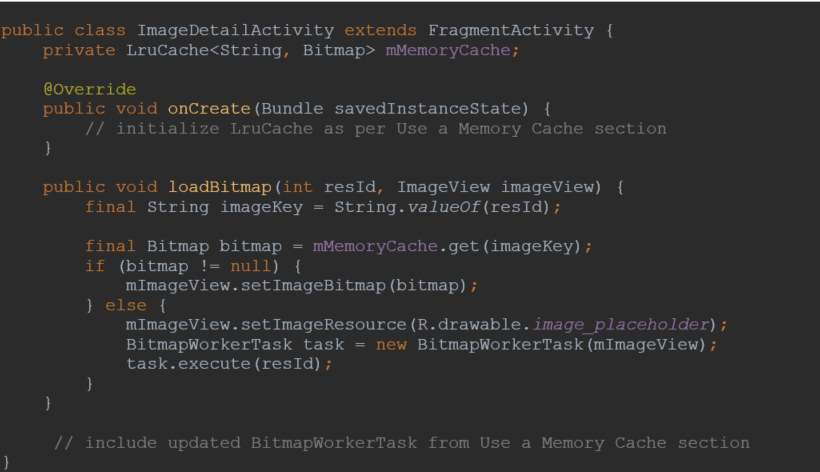 public class ImageDetailActivity extends FragmentActivity {
    private LruCache<String, Bitmap> mMemoryCache;

    @Override
    public void onCreate(Bundle savedInstanceState) {
        // initialize LruCache as per Use a Memory Cache section
    }

    public void loadBitmap(int resId, ImageView imageView) {
        final String imageKey = String.valueOf(resId);

        final Bitmap bitmap = mMemoryCache.get(imageKey);
        if (bitmap != null) {
            mImageView.setImageBitmap(bitmap);
        } else {
            mImageView.setImageResource(R.drawable.image_placeholder);
            BitmapWorkerTask task = new BitmapWorkerTask(mImageView);
            task.execute(resId);
        }
    }

     // include updated BitmapWorkerTask from Use a Memory Cache section
}